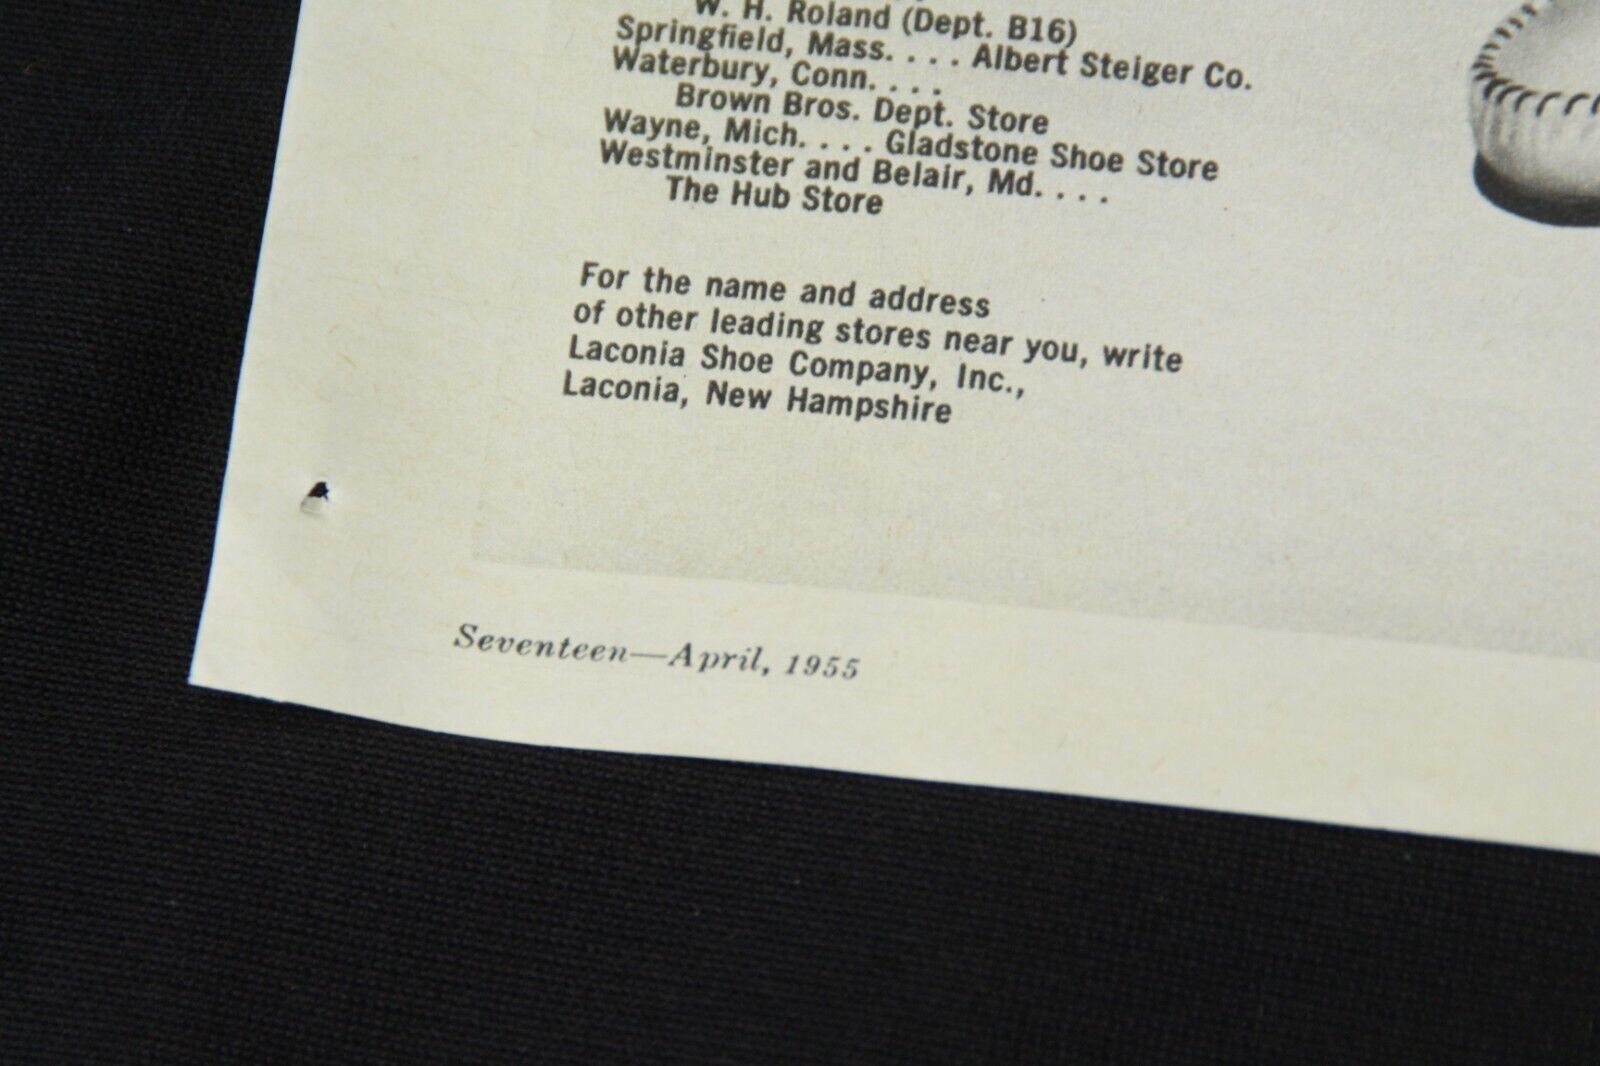 W. H. Roland (Dept. B16)
Springfield, Mass. . . . Albert Steiger Co.
Waterbury, Conn. . . .
Brown Bros. Dept. Store
Wayne, Mich. . . . Gladstone Shoe Store
Westminster and Belair, Md. . . .
The Hub Store
For the name and address
of other leading stores near you, write
Laconia Shoe Company, Inc.,
Laconia, New Hampshire
Seventeen—April, 1955